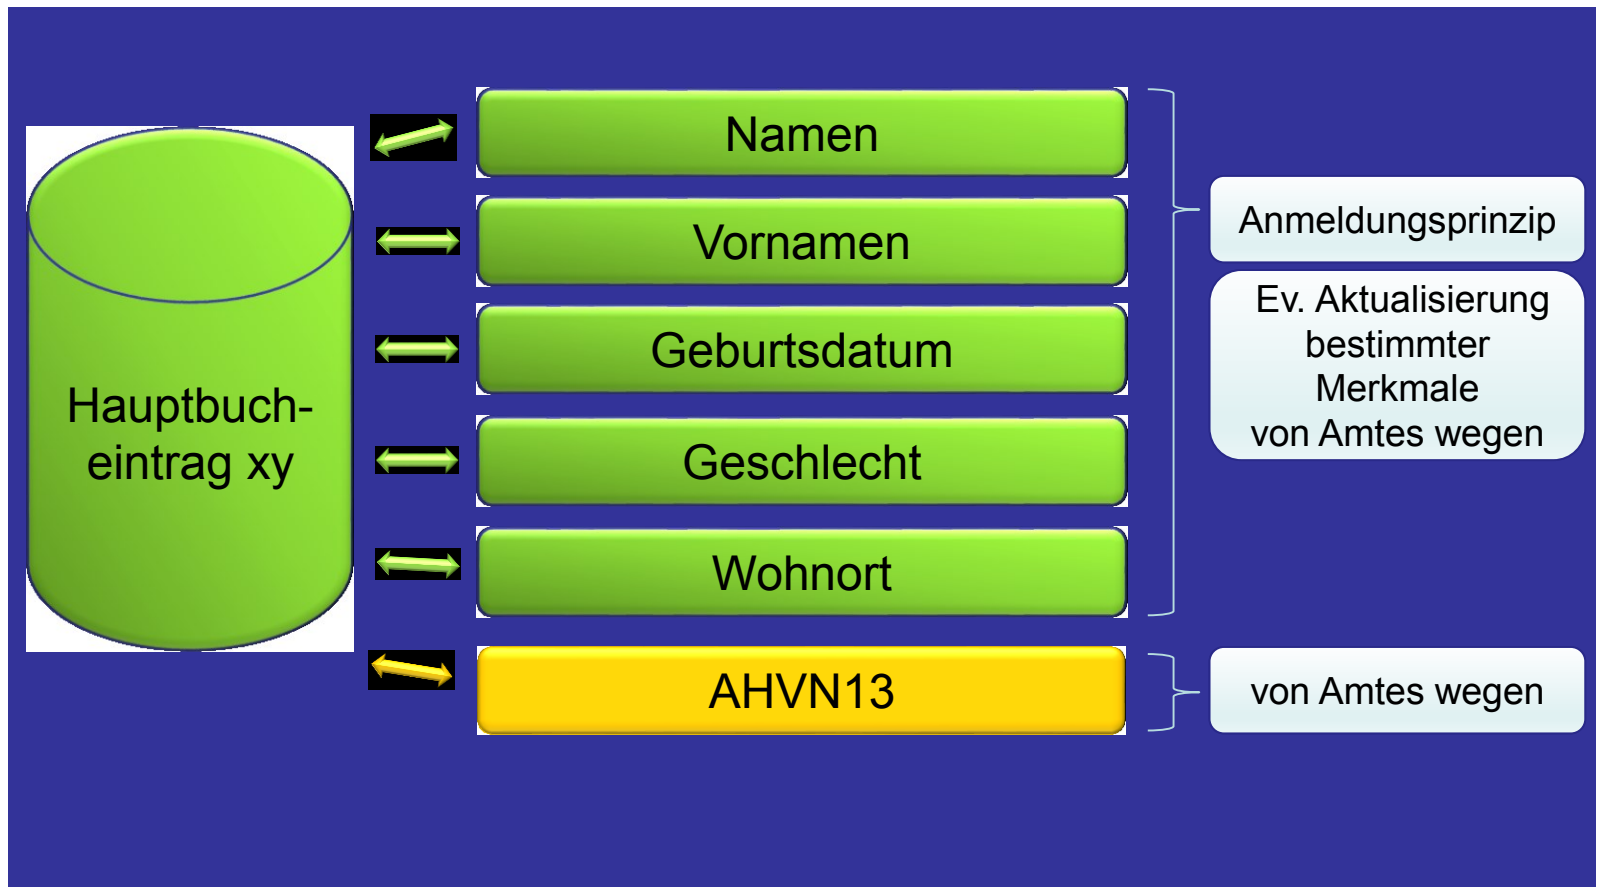 Hauptbuch-
eintrag xy
Namen
Vornamen
Geburtsdatum
Geschlecht
Wohnort
AHVN13
Anmeldungsprinzip
Ev. Aktualisierung
bestimmter
Merkmale
von Amtes wegen
von Amtes wegen